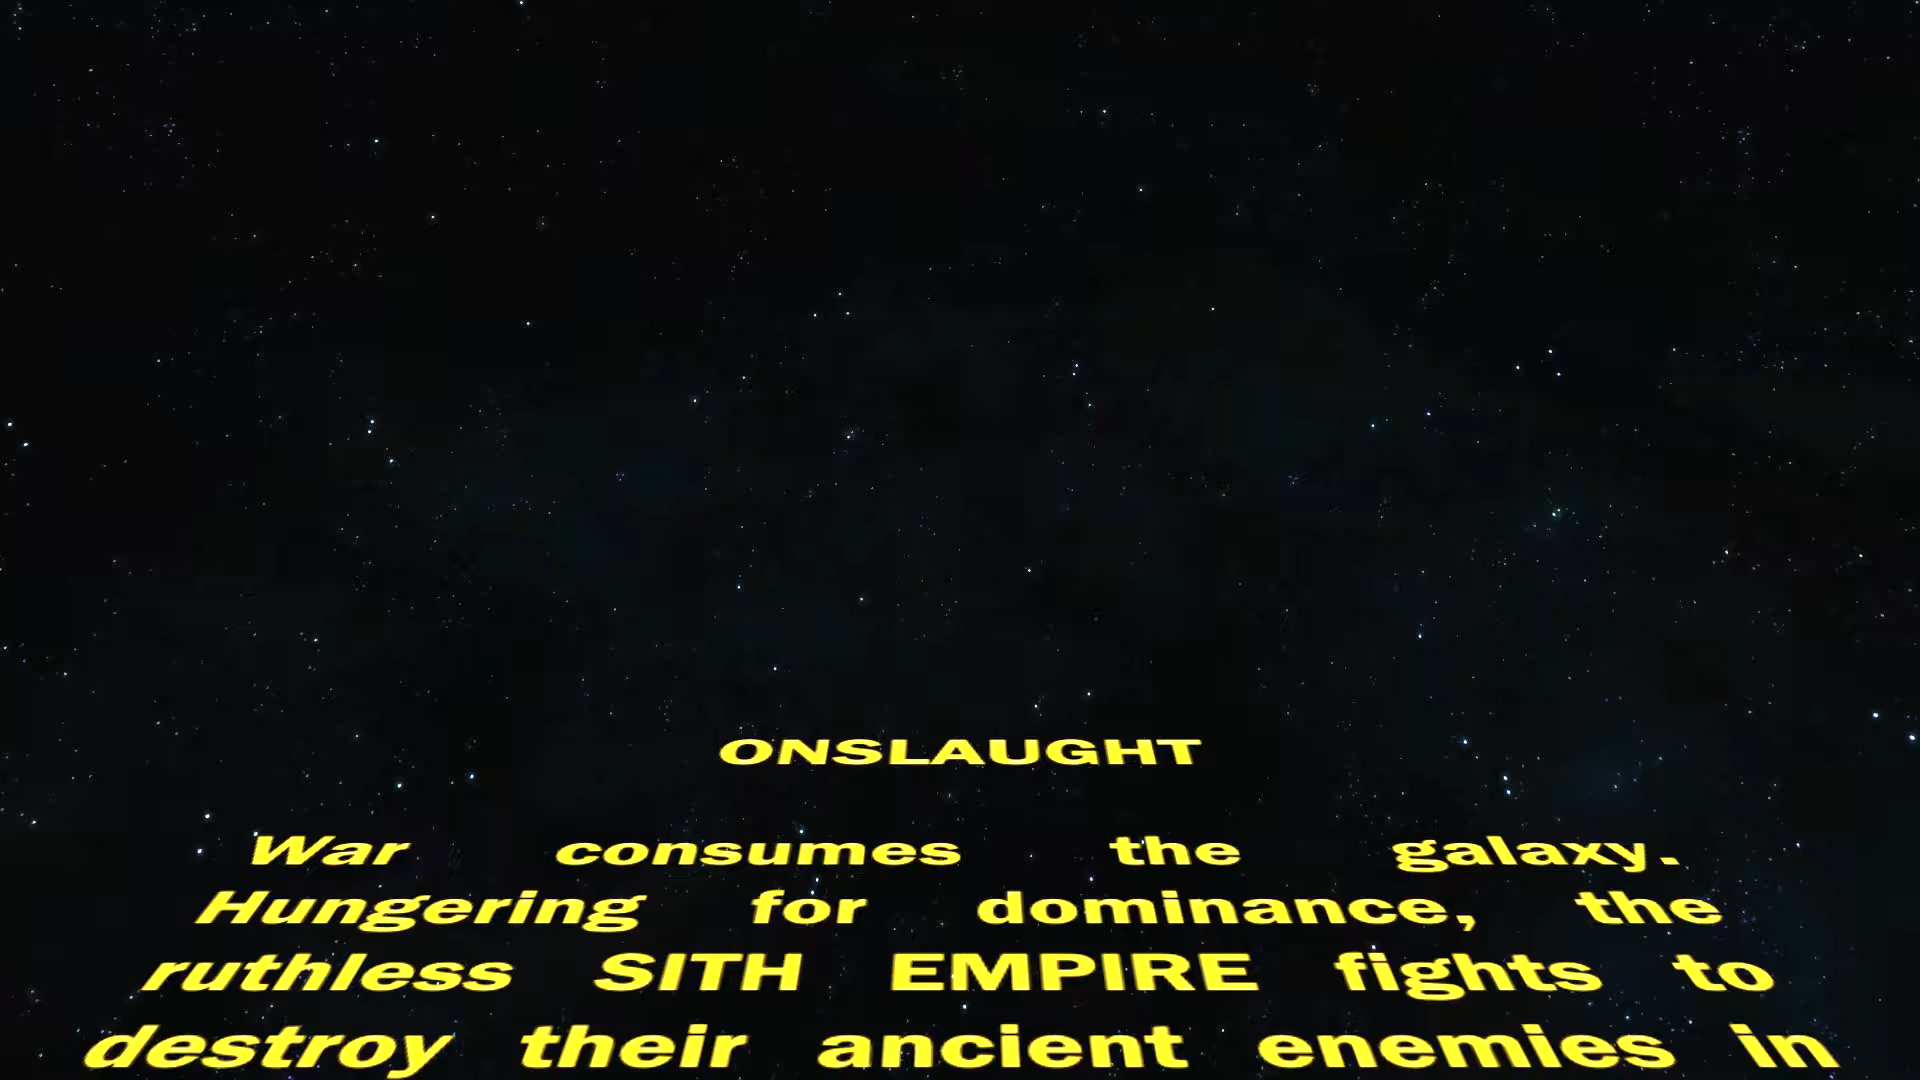 ONSLAUGHT
War consumes the galaxy.
Hungering for dominance, the
ruthless SITH EMPIRE fights to
destroy their ancient enemies in